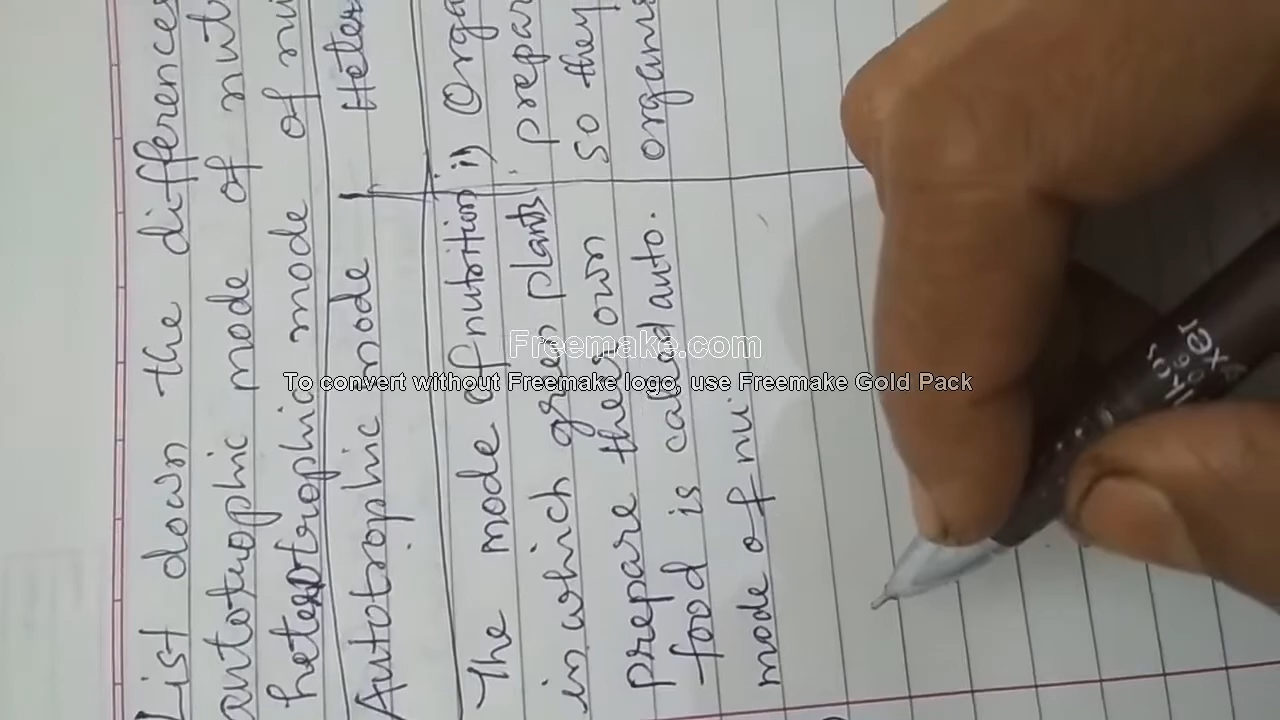 List down the differences
autotrophic mode of nut
heterotrophic mode of nu
Autotrophic mode | Heter
The mode of nutrition
in which green plants
prepare their own
food is called auto.
mode of nu.
i) Orga
prepar
so they
organis
Freemake.com
To convert without Freemake logo, use Freemake Gold Pack